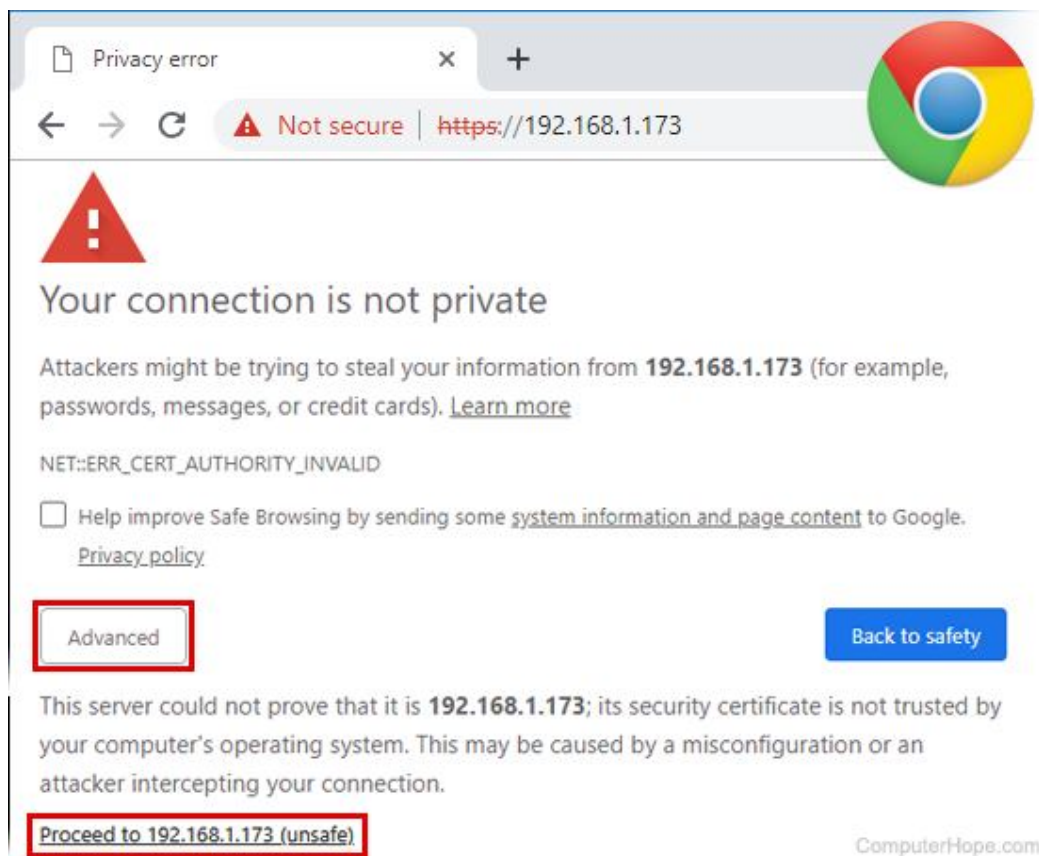 Privacy error
Not secure | https://192.168.1.173
Your connection is not private
Attackers might be trying to steal your information from 192.168.1.173 (for example,
passwords, messages, or credit cards). Learn more
NET::ERR_CERT_AUTHORITY_INVALID
Help improve Safe Browsing by sending some system information and page content to Google.
Privacy policy
Advanced
Back to safety
This server could not prove that it is 192.168.1.173; its security certificate is not trusted by
your computer's operating system. This may be caused by a misconfiguration or an
attacker intercepting your connection.
Proceed to 192.168.1.173 (unsafe)
ComputerHope.com